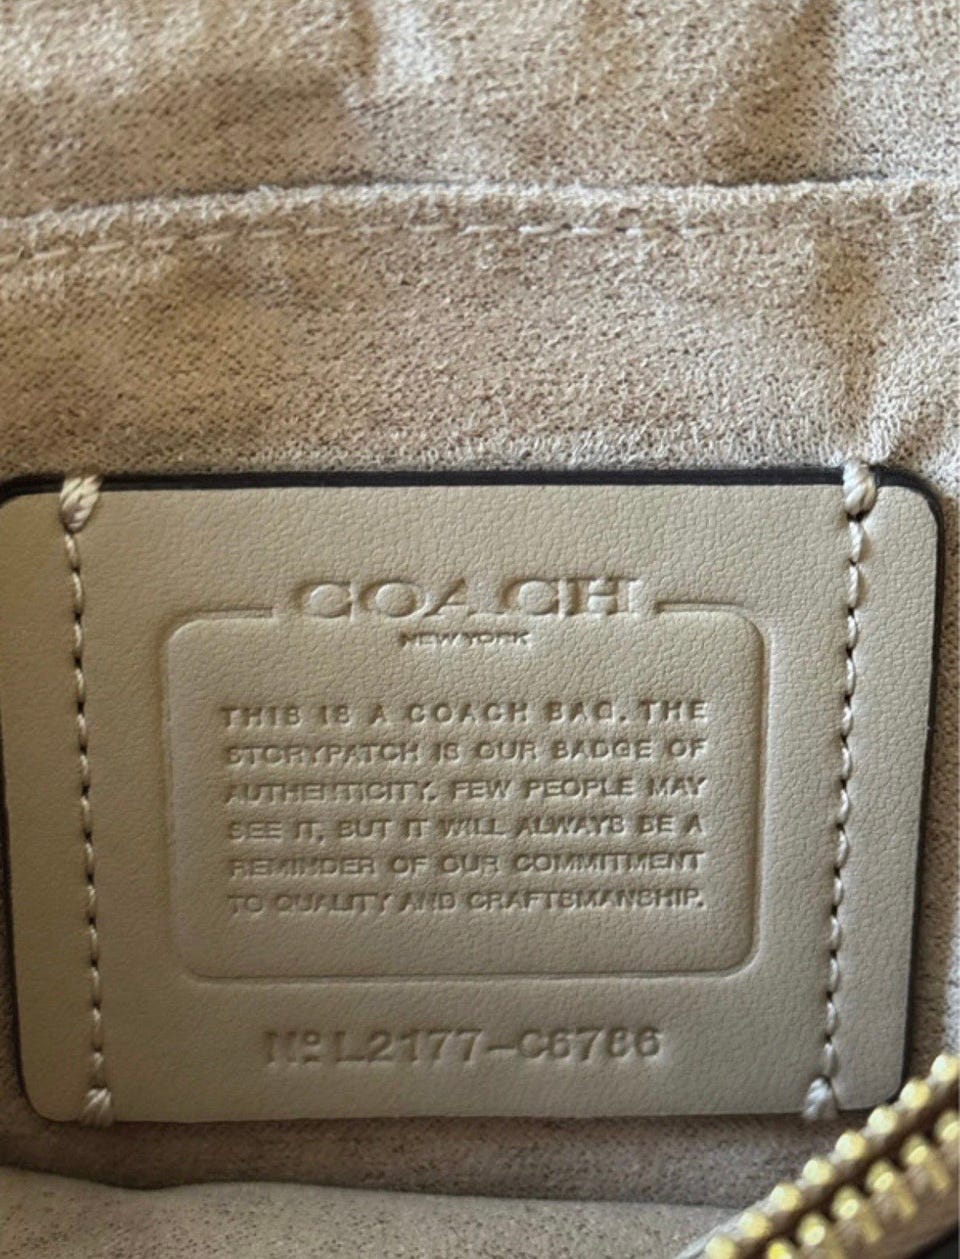 COACH
NEW YORK
THIS IS A COACH BAG. THE
STORYPATCH IS OUR BADGE OF
AUTHENTICITY. FEW PEOPLE MAY
SEE IT, BUT IT WILL ALWAYS BE A
REMINDER OF OUR COMMITMENT
TO QUALITY AND CRAFTSMANSHIP.
Nº L2177-C6786